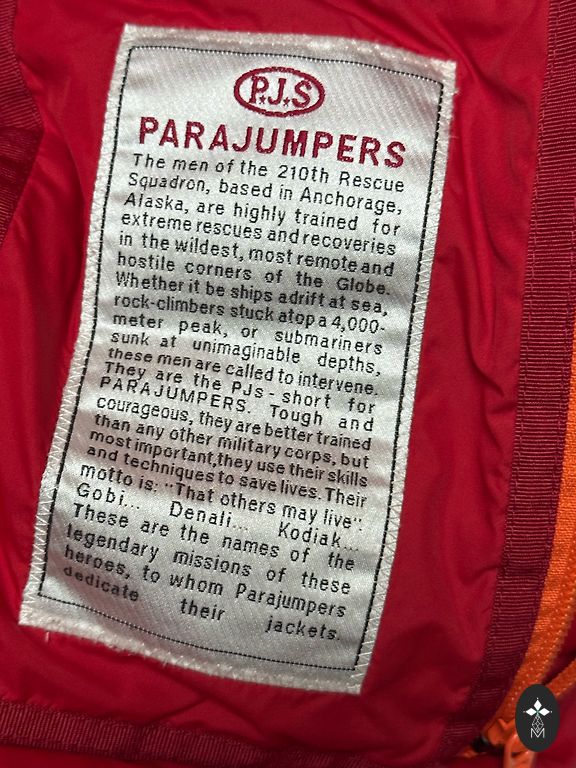 P.J.S
PARAJUMPERS
The men of the 210th Rescue
Squadron, based in Anchorage,
Alaska, are highly trained for
extreme rescues and recoveries
in the wildest, most remote and
hostile corners of the Globe.
Whether it be ships adrift at sea,
rock-climbers stuck atop a 4,000-
meter peak, or submariners
sunk at unimaginable depths,
these men are called to intervene.
They are the PJs - short for
PARAJUMPERS. Tough and
courageous, they are better trained
than any other military corps, but
most important, they use their skills
and techniques to save lives. Their
motto is: "That others may live".
Gobi... Denali... Kodiak...
These are the names of the
legendary missions of these
heroes, to whom Parajumpers
dedicate their jackets.